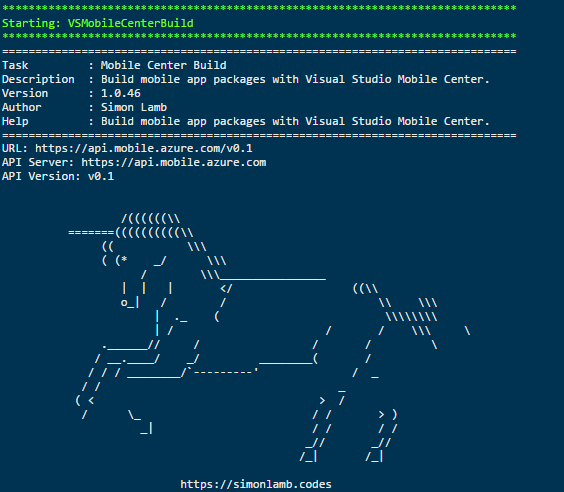 ******************************************************************************
Starting: VSMobileCenterBuild
******************************************************************************
==============================================================================
Task         : Mobile Center Build
Description  : Build mobile app packages with Visual Studio Mobile Center.
Version      : 1.0.46
Author       : Simon Lamb
Help         : Build mobile app packages with Visual Studio Mobile Center.
==============================================================================
URL: https://api.mobile.azure.com/v0.1
API Server: https://api.mobile.azure.com
API Version: v0.1
https://simonlamb.codes